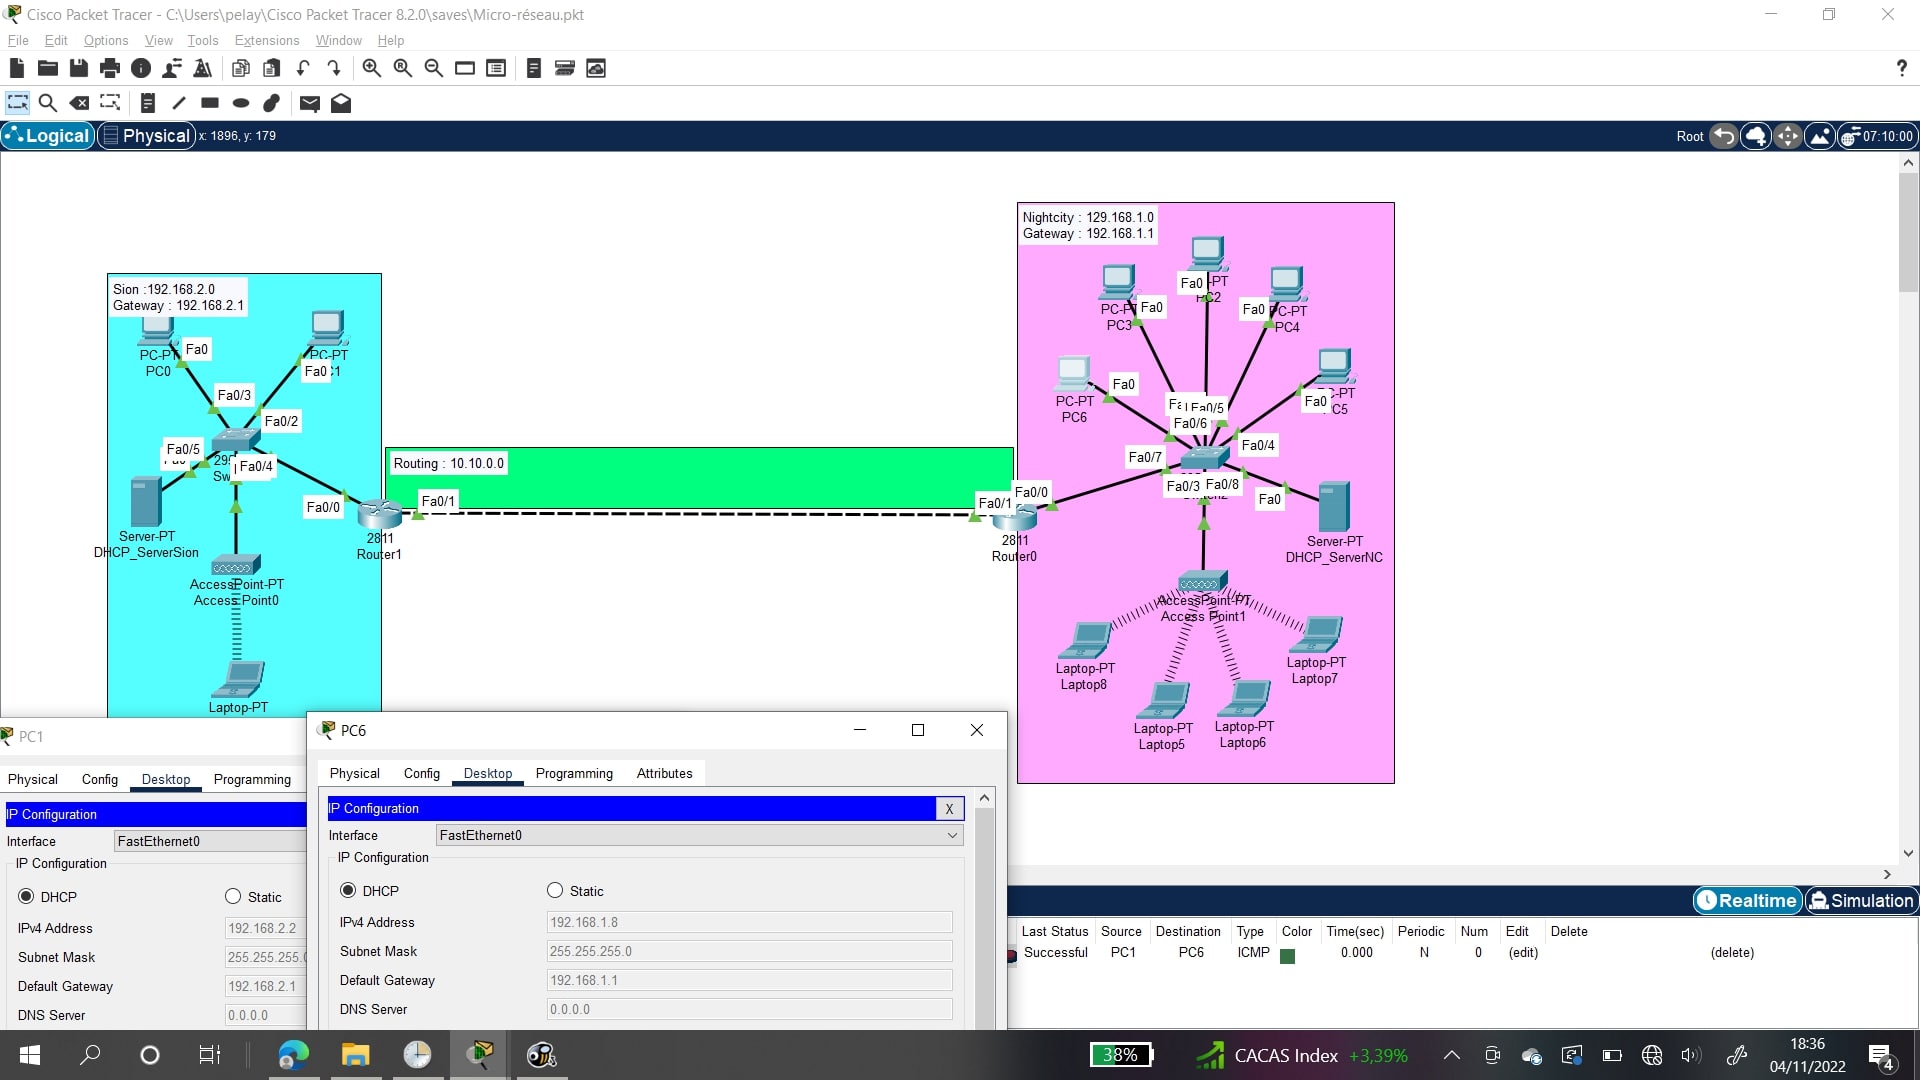 Cisco Packet Tracer - C:\Users\pelay\Cisco Packet Tracer 8.2.0\saves\Micro-réseau.pkt
File Edit Options View Tools Extensions Window Help
?
Logical Physical x: 1896, y: 179 Root 07:10:00
Nightcity : 129.168.1.0
Gateway : 192.168.1.1
Sion :192.168.2.0
Gateway : 192.168.2.1
PC-PT
PC0
Fa0
PC-PT
Fa0
Fa0/3
Fa0/2
Fa0/5
Fa0/4
Fa0/0
Server-PT
DHCP_ServerSion
AccessPoint-PT
Access Point0
Laptop-PT
2811
Router1
Fa0/1
Routing : 10.10.0.0
Fa0/1
Fa0/0
2811
Router0
PC3
Fa0
Fa0
Fa0
PC-PT
PC4
PC-PT
PC6
Fa0
Fa0
Fa0/5
Fa0/6
Fa0/4
Fa0/7
Fa0/3
Fa0/8
Fa0
Server-PT
DHCP_ServerNC
AccessPoint-PT
Access Point1
Laptop-PT
Laptop8
Laptop-PT
Laptop5
Laptop-PT
Laptop6
Laptop-PT
Laptop7
PC1
Physical Config Desktop Programming
IP Configuration
Interface FastEthernet0
IP Configuration
DHCP Static
IPv4 Address 192.168.2.2
Subnet Mask 255.255.255.0
Default Gateway 192.168.2.1
DNS Server 0.0.0.0
PC6
Physical Config Desktop Programming Attributes
IP Configuration X
Interface FastEthernet0
IP Configuration
DHCP Static
IPv4 Address 192.168.1.8
Subnet Mask 255.255.255.0
Default Gateway 192.168.1.1
DNS Server 0.0.0.0
Realtime Simulation
Last Status Source Destination Type Color Time(sec) Periodic Num Edit Delete
Successful PC1 PC6 ICMP 0.000 N 0 (edit) (delete)
38% CACAS Index +3,39% 18:36
04/11/2022 4